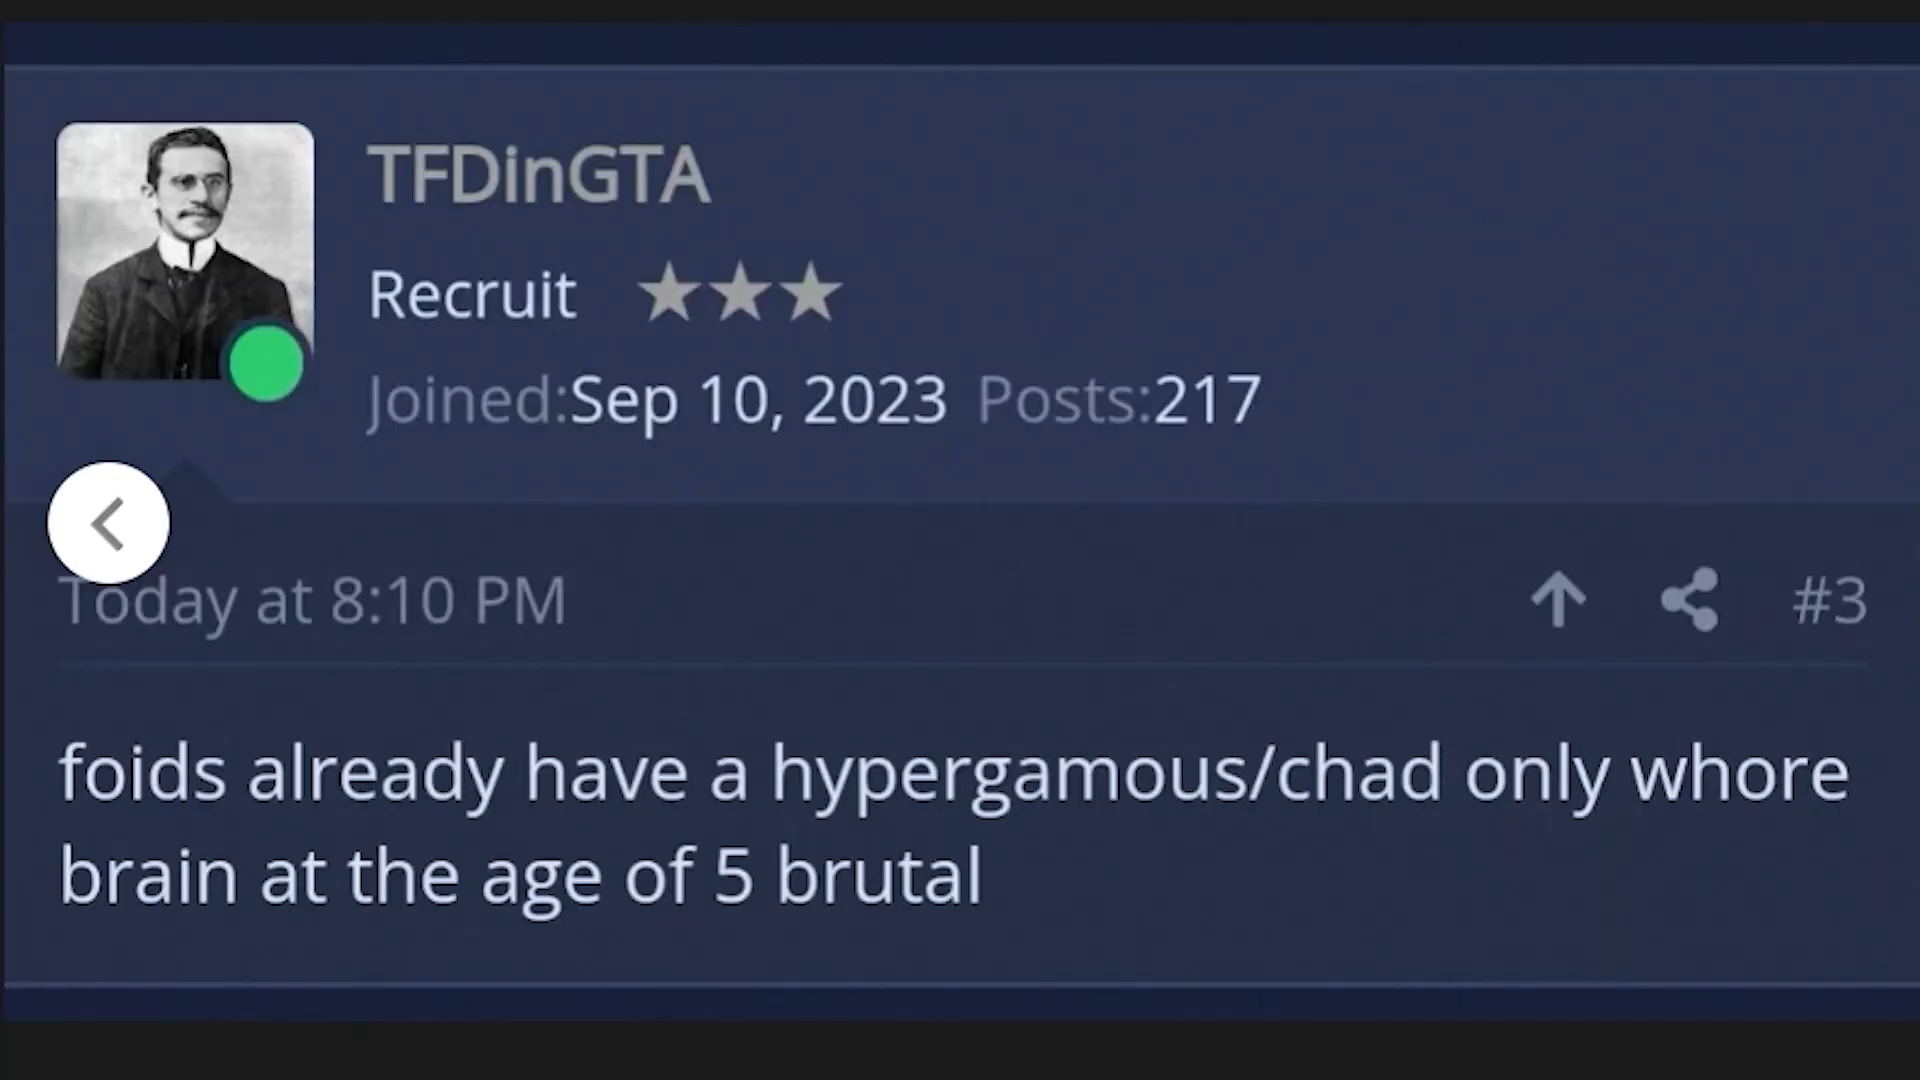 TFDinGTA
Recruit
Joined:Sep 10, 2023 Posts:217
Today at 8:10 PM #3
foids already have a hypergamous/chad only whore
brain at the age of 5 brutal